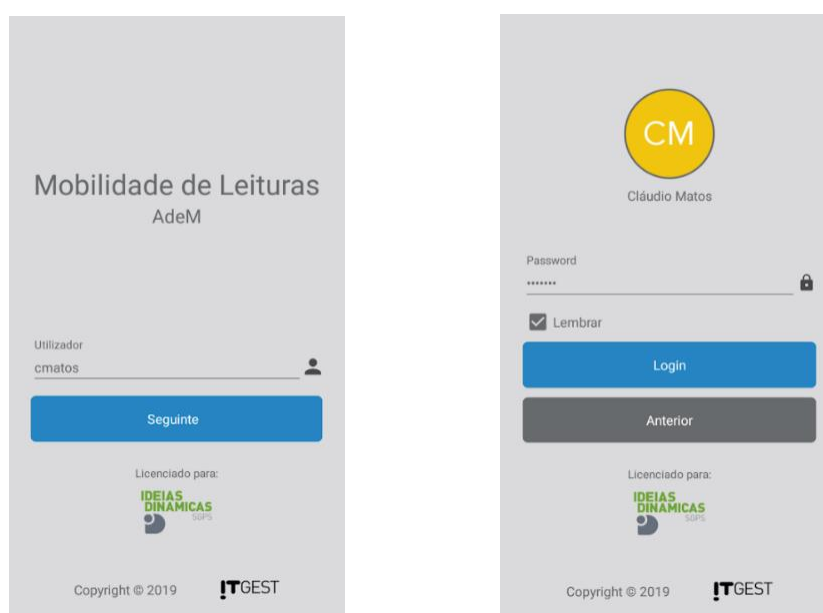 Mobilidade de Leituras
AdeM
Utilizador
cmatos
Seguinte
Licenciado para:
IDEIAS
DINAMICAS
SGPS
Copyright © 2019
ITGEST
CM
Cláudio Matos
Password
•••••••
Lembrar
Login
Anterior
Licenciado para:
IDEIAS
DINAMICAS
SGPS
Copyright © 2019
ITGEST